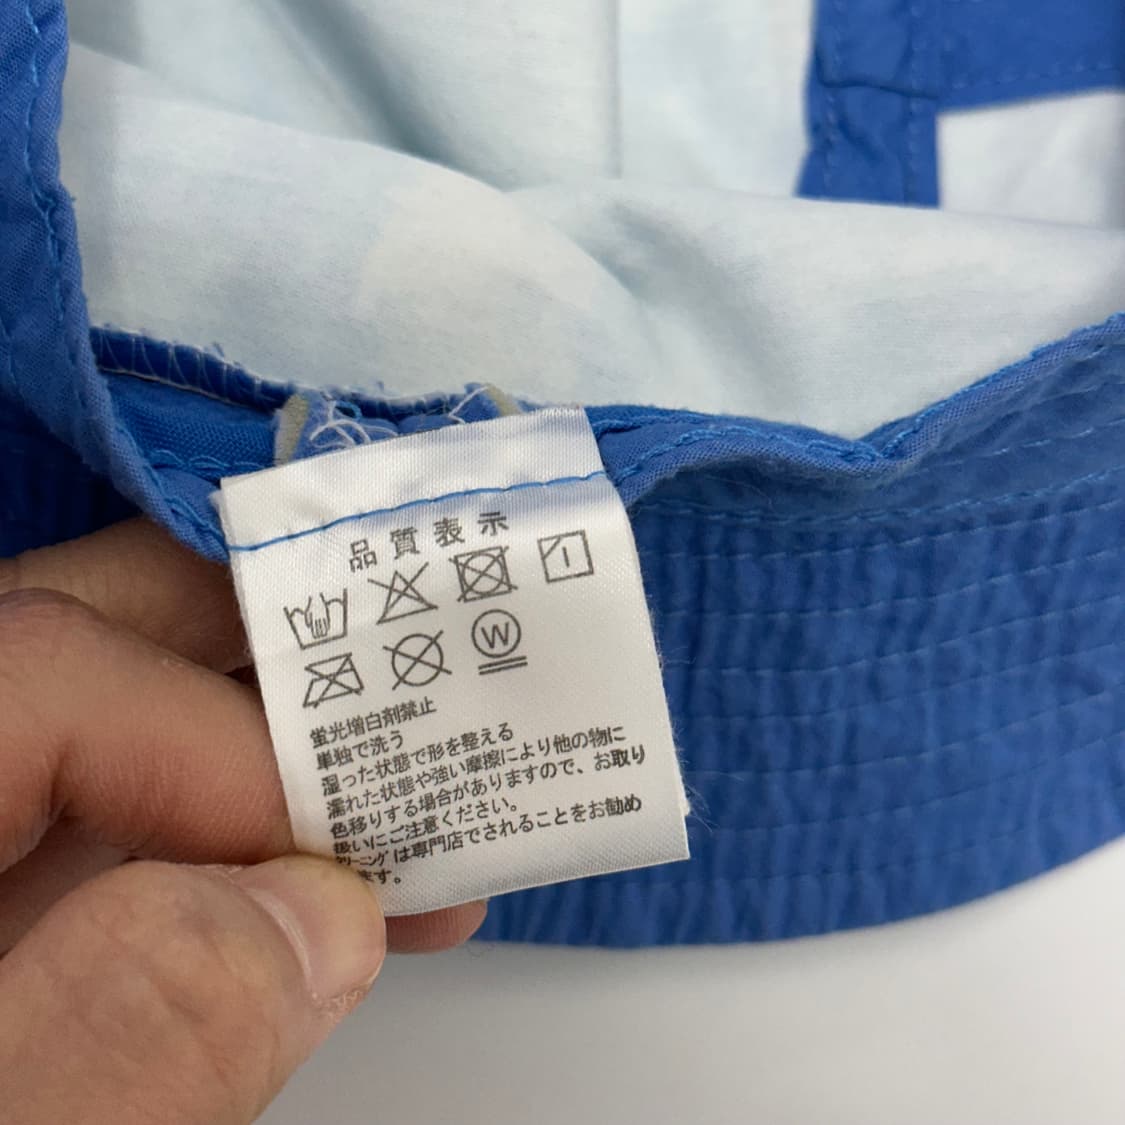 品質表示
W
蛍光増白剤禁止
単独で洗う
湿った状態で形を整える
濡れた状態や強い摩擦により他の物に
色移りする場合がありますので、お取り
扱いにご注意ください。
クリーニングは専門店でされることをお勧め
ます。